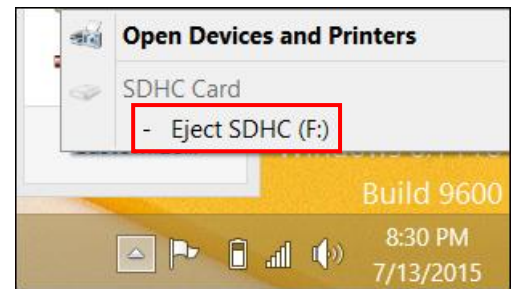 Open Devices and Printers
SDHC Card
- Eject SDHC (F:)
Build 9600
8:30 PM
7/13/2015